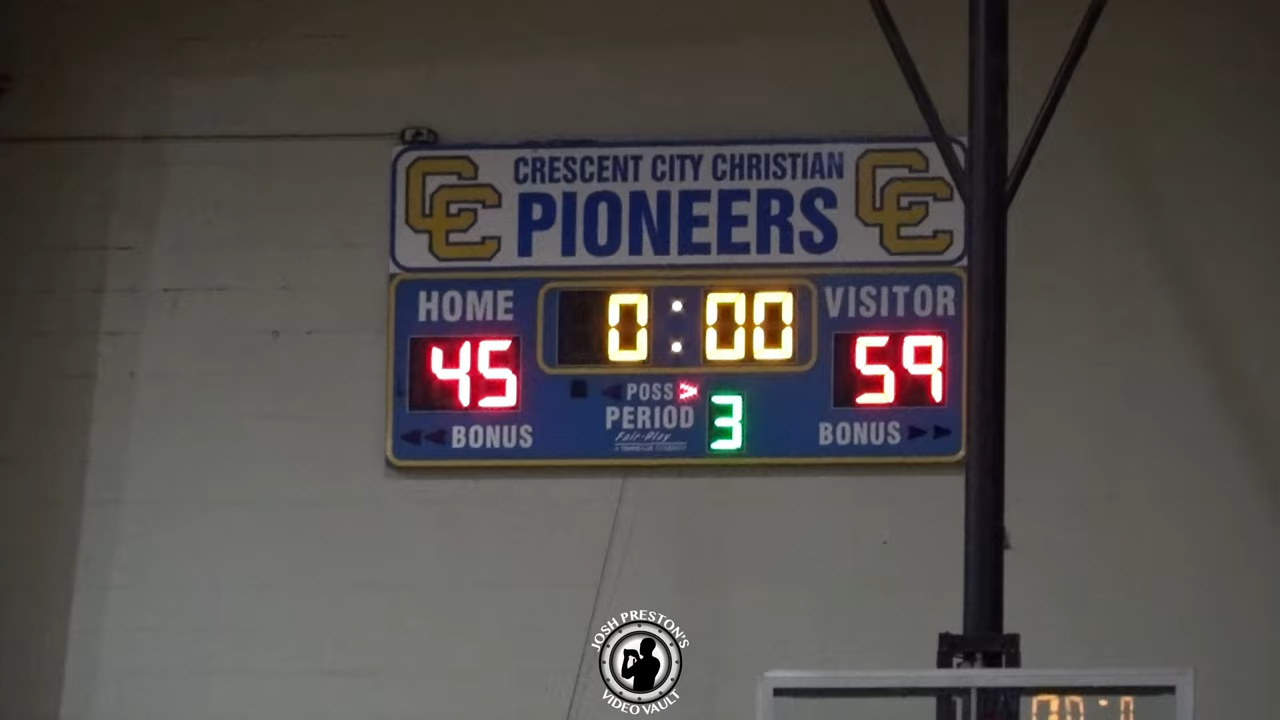 CC CRESCENT CITY CHRISTIAN CC
PIONEERS
HOME 0:00 VISITOR
45 59
POSS
PERIOD 3
BONUS BONUS
Fair-Play
JOSH PRESTON'S
VIDEO VAULT